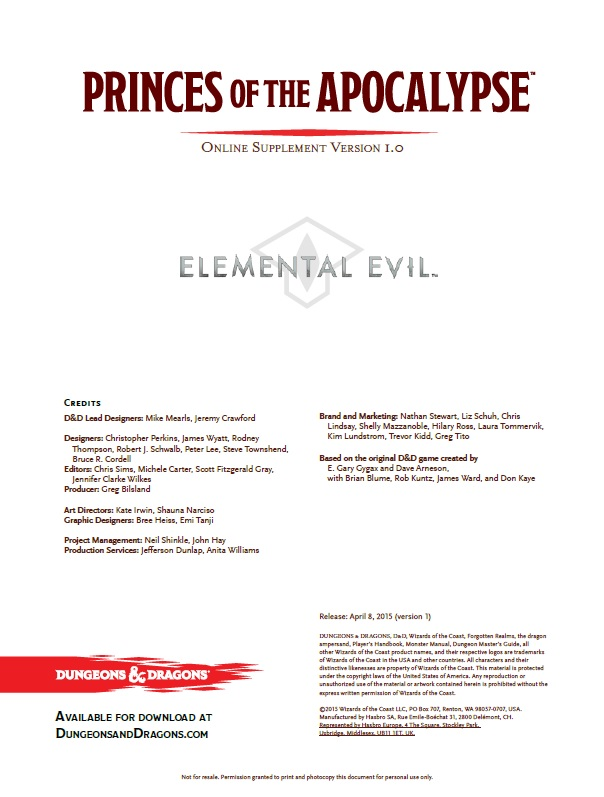 PRINCES OF THE APOCALYPSE™
ONLINE SUPPLEMENT VERSION 1.0
ELEMENTAL EVIL™
CREDITS
D&D Lead Designers: Mike Mearls, Jeremy Crawford
Designers: Christopher Perkins, James Wyatt, Rodney
Thompson, Robert J. Schwalb, Peter Lee, Steve Townshend,
Bruce R. Cordell
Editors: Chris Sims, Michele Carter, Scott Fitzgerald Gray,
Jennifer Clarke Wilkes
Producer: Greg Bilsland
Art Directors: Kate Irwin, Shauna Narciso
Graphic Designers: Bree Heiss, Emi Tanji
Project Management: Neil Shinkle, John Hay
Production Services: Jefferson Dunlap, Anita Williams
Brand and Marketing: Nathan Stewart, Liz Schuh, Chris
Lindsay, Shelly Mazzanoble, Hilary Ross, Laura Tommervik,
Kim Lundstrom, Trevor Kidd, Greg Tito
Based on the original D&D game created by
E. Gary Gygax and Dave Arneson,
with Brian Blume, Rob Kuntz, James Ward, and Don Kaye
DUNGEONS & DRAGONS®
AVAILABLE FOR DOWNLOAD AT
DUNGEONSANDDRAGONS.COM
Release: April 8, 2015 (version 1)
DUNGEONS & DRAGONS, D&D, Wizards of the Coast, Forgotten Realms, the dragon
ampersand, Player's Handbook, Monster Manual, Dungeon Master's Guide, all
other Wizards of the Coast product names, and their respective logos are trademarks
of Wizards of the Coast in the USA and other countries. All characters and their
distinctive likenesses are property of Wizards of the Coast. This material is protected
under the copyright laws of the United States of America. Any reproduction or
unauthorized use of the material or artwork contained herein is prohibited without the
express written permission of Wizards of the Coast.
©2015 Wizards of the Coast LLC, PO Box 707, Renton, WA 98057-0707, USA.
Manufactured by Hasbro SA, Rue Emile-Boéchat 31, 2800 Delémont, CH.
Represented by Hasbro Europe, 4 The Square, Stockley Park,
Uxbridge, Middlesex, UB11 1ET, UK.
Not for resale. Permission granted to print and photocopy this document for personal use only.